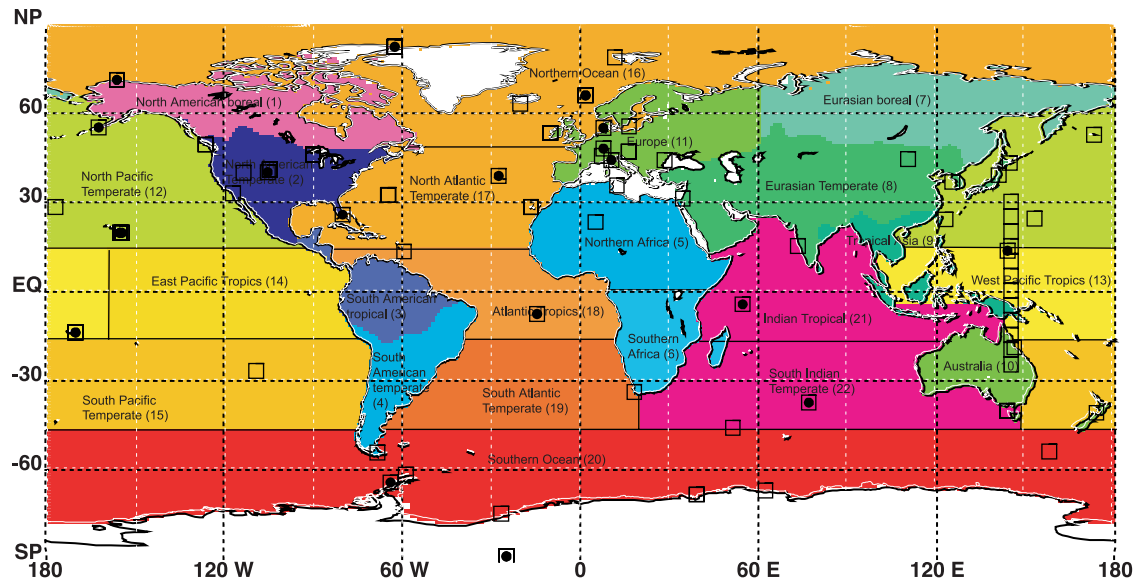 NP
Northern Ocean (16)
North American boreal (1)
Eurasian boreal (7)
60
Europe (11)
North Pacific
Temperate (12)
North American
Temperate (2)
North Atlantic
Temperate (17)
Eurasian Temperate (8)
30
Northern Africa (5)
Tropical Asia (9)
EQ
East Pacific Tropics (14)
West Pacific Tropics (13)
South American
tropical (3)
Atlantic Tropics (18)
Indian Tropical (21)
Southern
Africa (6)
South
American
temperate
(4)
-30
South Pacific
Temperate (15)
South Atlantic
Temperate (19)
South Indian
Temperate (22)
Australia (10)
-60
Southern Ocean (20)
SP
180
120 W
60 W
0
60 E
120 E
180